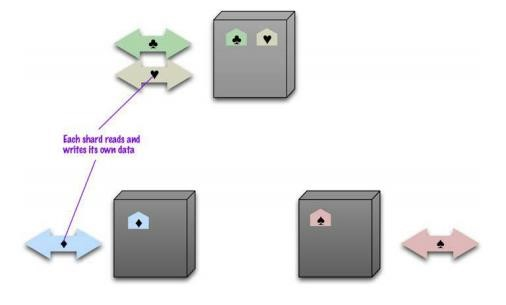 Each shard reads and
writes its own data